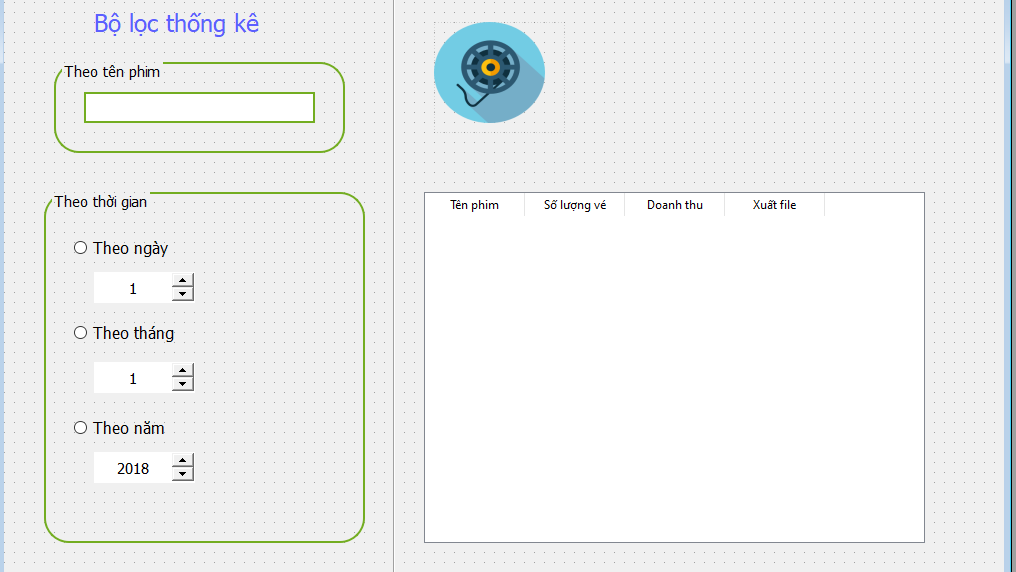 Bộ lọc thống kê
Theo tên phim
Theo thời gian
Theo ngày
1
Theo tháng
1
Theo năm
2018
Tên phim Số lượng vé Doanh thu Xuất file